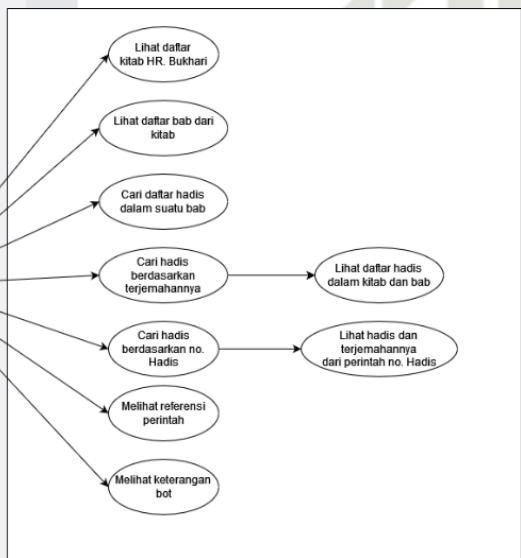 Lihat daftar
kitab HR. Bukhari
Lihat daftar bab dari
kitab
Cari daftar hadis
dalam suatu bab
Cari hadis
berdasarkan
terjemahannya
Lihat daftar hadis
dalam kitab dan bab
Cari hadis
berdasarkan no.
Hadis
Lihat hadis dan
terjemahannya
dari perintah no. Hadis
Melihat referensi
perintah
Melihat keterangan
bot